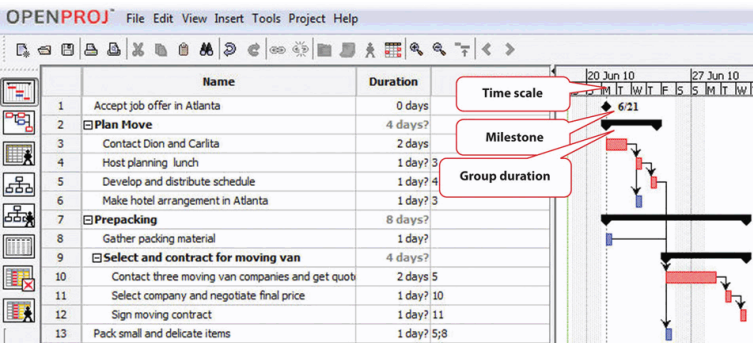 OPENPROJ™ File Edit View Insert Tools Project Help
Name Duration
20 Jun 10 27 Jun 10
S S M T W T F S S M T W
1 Accept job offer in Atlanta 0 days
2 Plan Move 4 days?
3 Contact Dion and Carlita 2 days
4 Host planning lunch 1 day? 3
5 Develop and distribute schedule 1 day? 4
6 Make hotel arrangement in Atlanta 1 day? 3
7 Prepacking 8 days?
8 Gather packing material 1 day?
9 Select and contract for moving van 4 days?
10 Contact three moving van companies and get quot 2 days 5
11 Select company and negotiate final price 1 day? 10
12 Sign moving contract 1 day? 11
13 Pack small and delicate items 1 day? 5;8
Time scale
6/21
Milestone
Group duration